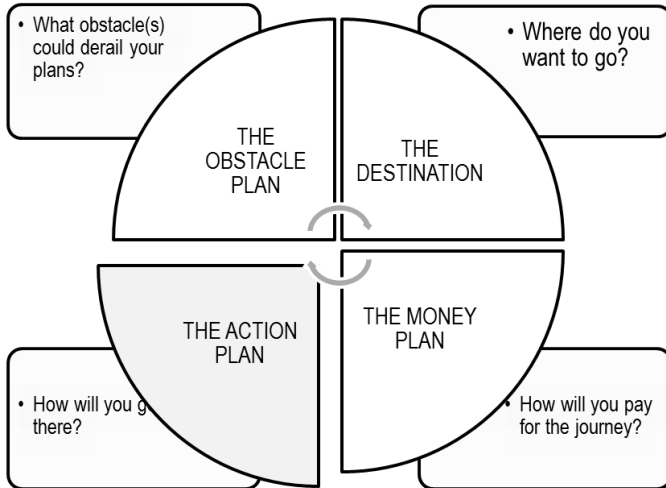 • What obstacle(s)
could derail your
plans?
• Where do you
want to go?
THE
OBSTACLE
PLAN
THE
DESTINATION
THE ACTION
PLAN
THE MONEY
PLAN
• How will you g
there?
• How will you pay
for the journey?